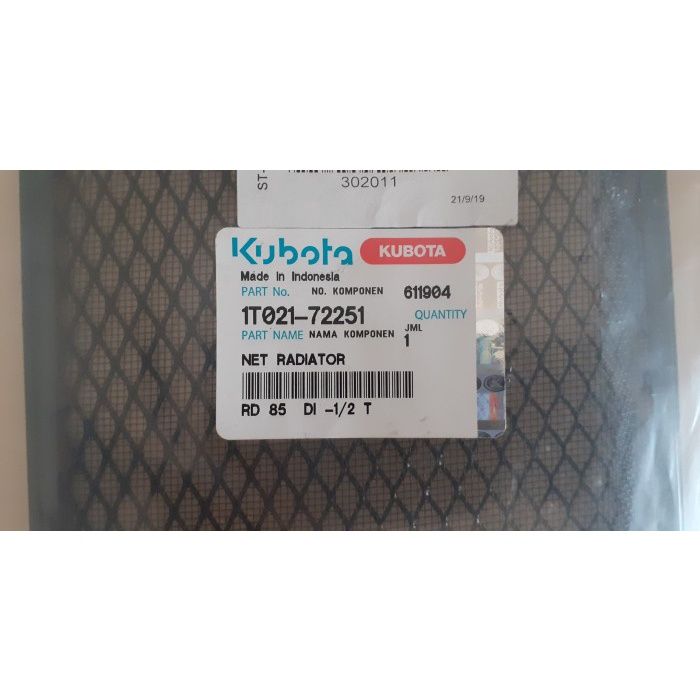 ST-
302011
21/9/19
Kubota KUBOTA
Made in Indonesia
PART No. NO. KOMPONEN 611904
1T021-72251 QUANTITY
PART NAME NAMA KOMPONEN JML
1
NET RADIATOR
RD 85 DI -1/2 T